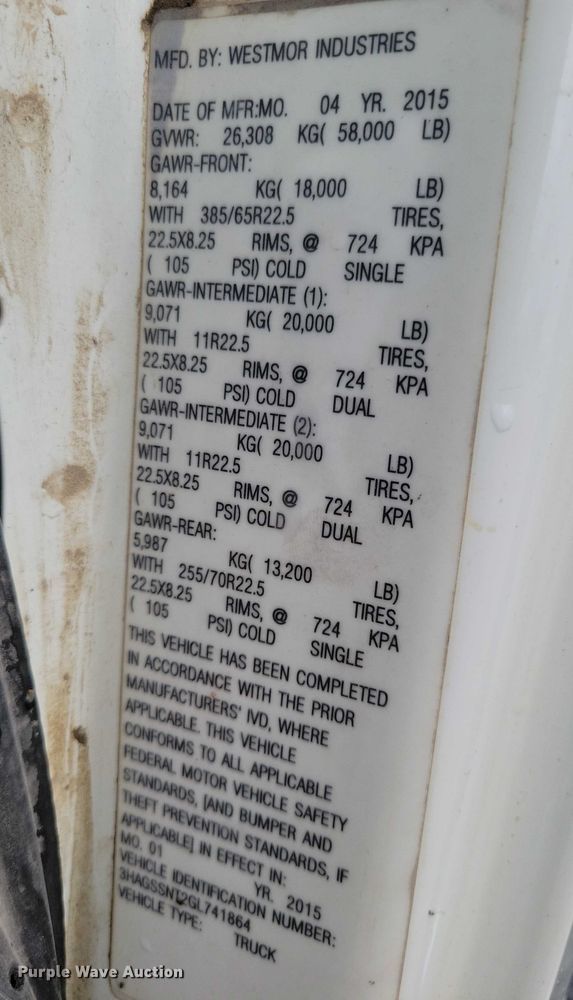 MFD. BY: WESTMOR INDUSTRIES
DATE OF MFR:MO. 04 YR. 2015
GVWR: 26,308 KG( 58,000 LB)
GAWR-FRONT:
8,164 KG( 18,000 LB)
WITH 385/65R22.5 TIRES,
22.5X8.25 RIMS, @ 724 KPA
( 105 PSI) COLD SINGLE
GAWR-INTERMEDIATE (1):
9,071 KG( 20,000 LB)
WITH 11R22.5 TIRES,
22.5X8.25 RIMS, @ 724 KPA
( 105 PSI) COLD DUAL
GAWR-INTERMEDIATE (2):
9,071 KG( 20,000 LB)
WITH 11R22.5 TIRES,
22.5X8.25 RIMS, @ 724 KPA
( 105 PSI) COLD DUAL
GAWR-REAR:
5,987 KG( 13,200 LB)
WITH 255/70R22.5 TIRES,
22.5X8.25 RIMS, @ 724 KPA
( 105 PSI) COLD SINGLE
THIS VEHICLE HAS BEEN COMPLETED
IN ACCORDANCE WITH THE PRIOR
MANUFACTURERS' IVD, WHERE
APPLICABLE. THIS VEHICLE
CONFORMS TO ALL APPLICABLE
FEDERAL MOTOR VEHICLE SAFETY
STANDARDS, [AND BUMPER AND
THEFT PREVENTION STANDARDS, IF
APPLICABLE] IN EFFECT IN:
MO. 01 YR. 2015
VEHICLE IDENTIFICATION NUMBER:
3HAGSSNT2GL741864
VEHICLE TYPE: TRUCK
Purple Wave Auction